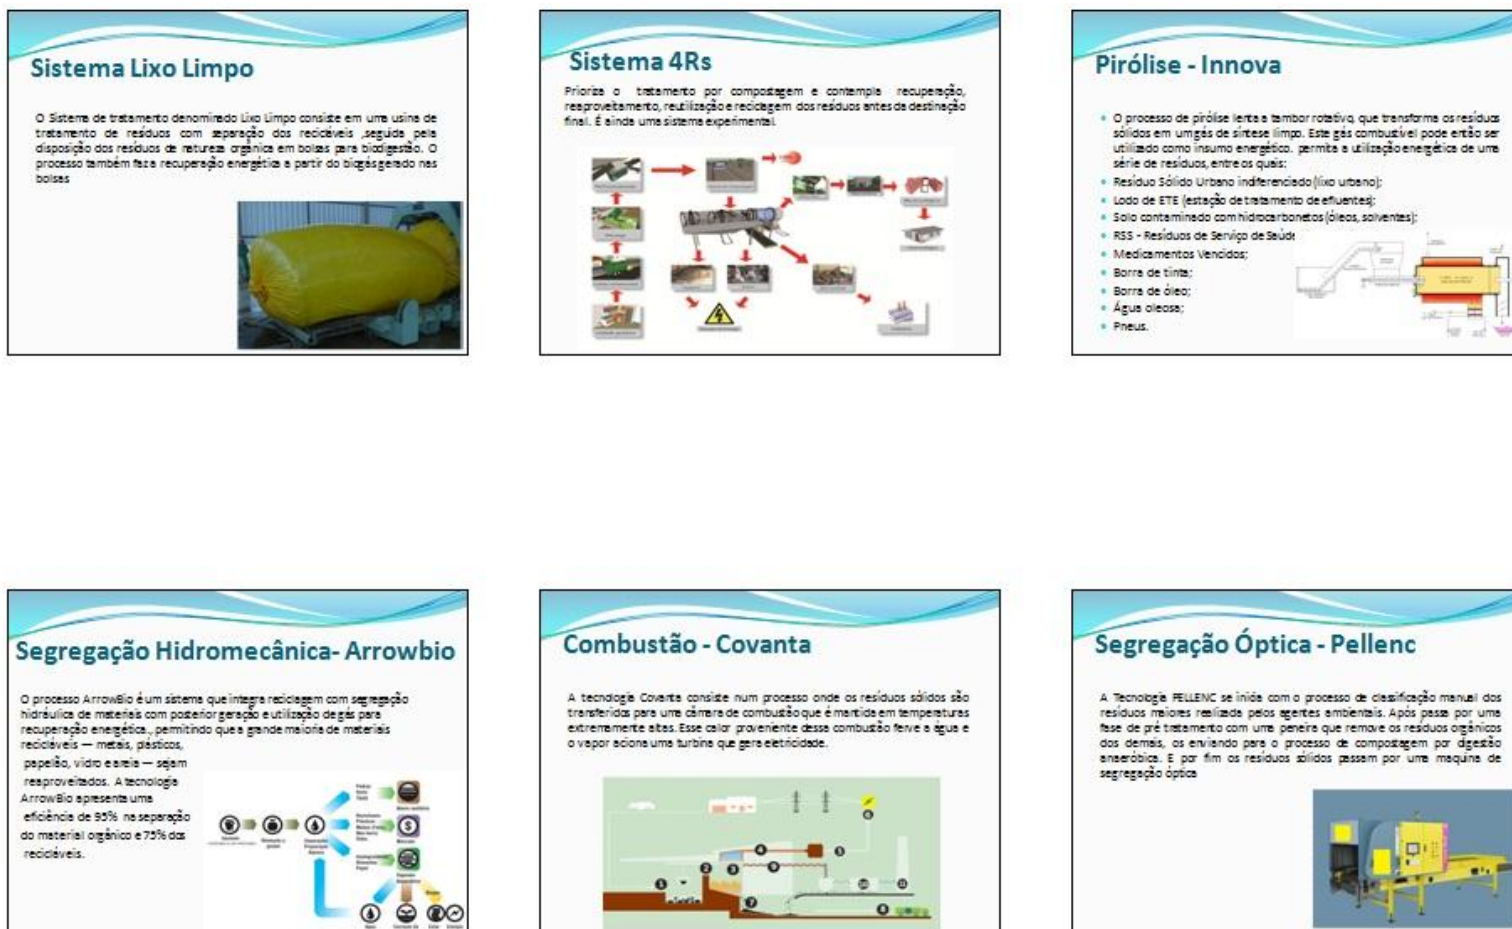 Sistema Lixo Limpo
O Sistema de tratamento denominado Lixo Limpo consiste em uma usina de
tratamento de resíduos com separação dos recicláveis ,seguida pela
disposição dos resíduos de natureza orgânica em bolsas para biodigestão. O
processo também faz a recuperação energética a partir do biogás gerado nas
bolsas
Sistema 4Rs
Prioriza o tratamento por compostagem e contempla recuperação,
reaproveitamento, reutilização e reciclagem dos resíduos antes da destinação
final. É ainda uma sistema experimental.
Pirólise - Innova
• O processo de pirólise lenta a tambor rotativo, que transforma os resíduos
sólidos em um gás de síntese limpo. Este gás combustível pode então ser
utilizado como insumo energético. permita a utilização energética de uma
série de resíduos, entre os quais:
• Resíduo Sólido Urbano indiferenciado (lixo urbano);
• Lodo de ETE (estação de tratamento de efluentes);
• Solo contaminado com hidrocarbonetos (óleos, solventes);
• RSS - Resíduos de Serviço de Saúde
• Medicamentos Vencidos;
• Borra de tinta;
• Borra de óleo;
• Água oleosa;
• Pneus.
Segregação Hidromecânica- Arrowbio
O processo ArrowBio é um sistema que integra reciclagem com segregação
hidráulica de materiais com posterior geração e utilização de gás para
recuperação energética., permitindo que a grande maioria de materiais
recicláveis — metais, plásticos,
papelão, vidro e areia — sejam
reaproveitados. A tecnologia
ArrowBio apresenta uma
eficiência de 95% na separação
do material orgânico e 75% dos
recicláveis.
Combustão - Covanta
A tecnologia Covanta consiste num processo onde os resíduos sólidos são
transferidos para uma câmara de combustão que é mantida em temperaturas
extremamente altas. Esse calor proveniente dessa combustão ferve a água e
o vapor aciona uma turbina que gera eletricidade.
6
4 5
9
2 3
1 10 11
7 8
Segregação Óptica - Pellenc
A Tecnologia PELLENC se inicia com o processo de classificação manual dos
resíduos maiores realizada pelos agentes ambientais. Após passa por uma
fase de pré tratamento com uma peneira que remove os resíduos orgânicos
dos demais, os enviando para o processo de compostagem por digestão
anaeróbica. E por fim os resíduos sólidos passam por uma maquina de
segregação óptica